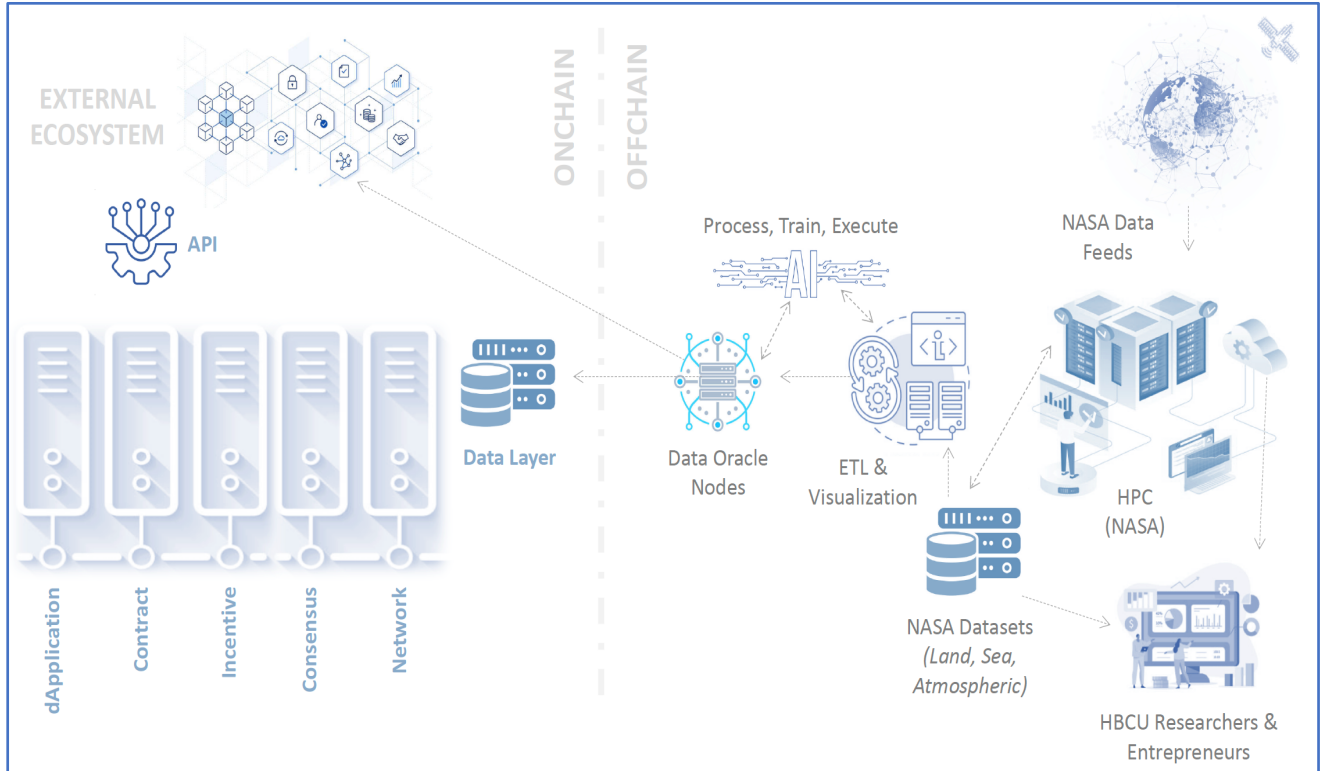 EXTERNAL
ECOSYSTEM
API
ONCHAIN
OFFCHAIN
Process, Train, Execute
AI
NASA Data
Feeds
Data Layer
Data Oracle
Nodes
ETL &
Visualization
HPC
(NASA)
NASA Datasets
(Land, Sea,
Atmospheric)
HBCU Researchers &
Entrepreneurs
dApplication
Contract
Incentive
Consensus
Network